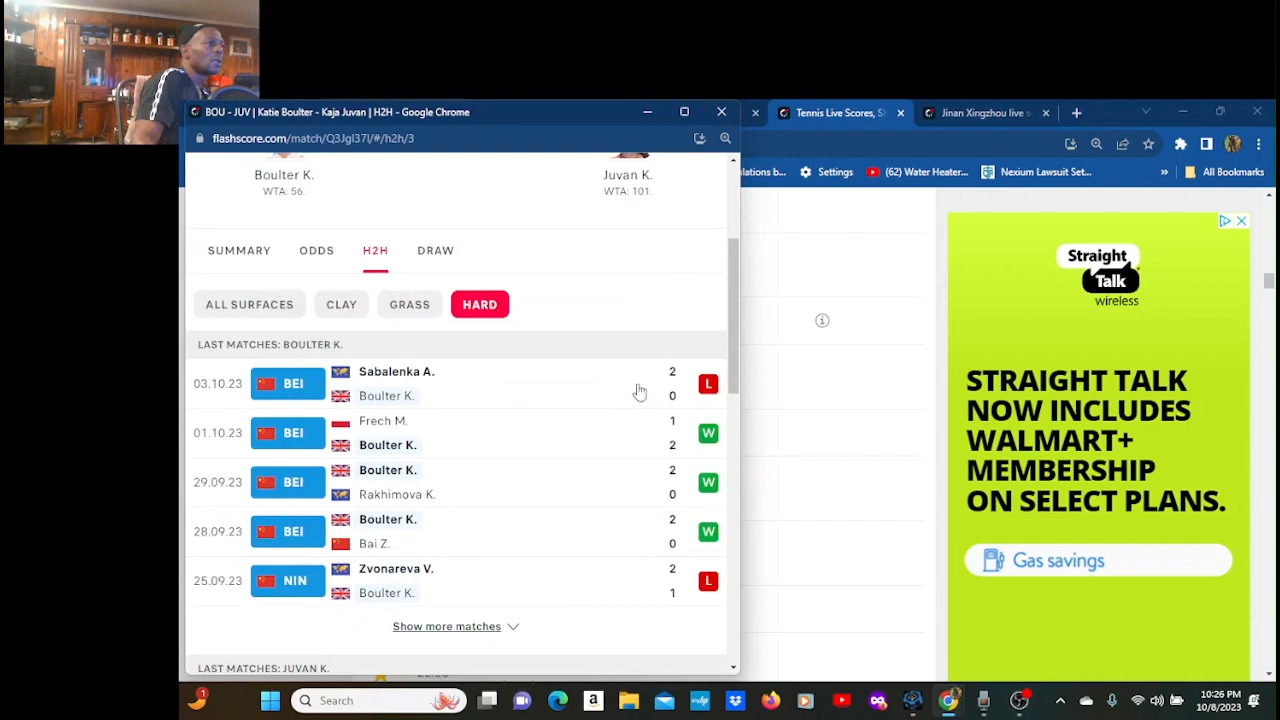 BOU - JUV | Katie Boulter - Kaja Juvan | H2H - Google Chrome
Tennis Live Scores, S
Jinan Xingzhou live s
flashscore.com/match/Q3Jgl37l/#/h2h/3
Boulter K.
WTA: 56.
Juvan K.
WTA: 101.
ulations b...
Settings
(62) Water Heater...
Nexium Lawsuit Set...
»
All Bookmarks
SUMMARY ODDS H2H DRAW
ALL SURFACES CLAY GRASS HARD
LAST MATCHES: BOULTER K.
03.10.23 BEI Sabalenka A. 2 L
Boulter K. 0
01.10.23 BEI Frech M. 1 W
Boulter K. 2
29.09.23 BEI Boulter K. 2 W
Rakhimova K. 0
28.09.23 BEI Boulter K. 2 W
Bai Z. 0
25.09.23 NIN Zvonareva V. 2 L
Boulter K. 1
Show more matches
LAST MATCHES: JUVAN K.
Straight
Talk
wireless
STRAIGHT TALK
NOW INCLUDES
WALMART+
MEMBERSHIP
ON SELECT PLANS.
Gas savings
1
Search
10:26 PM
10/8/2023